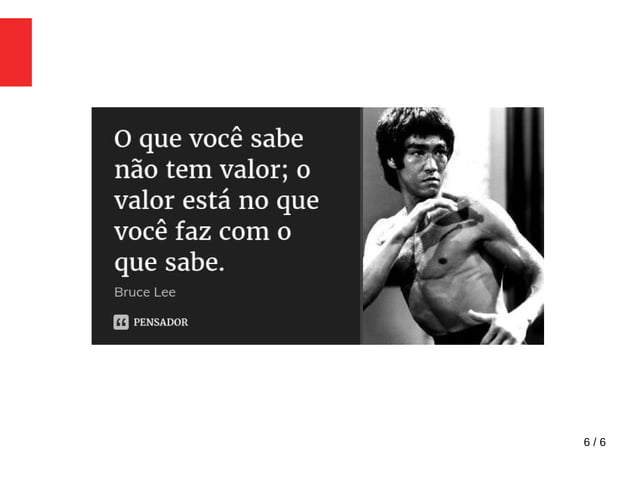 O que você sabe
não tem valor; o
valor está no que
você faz com o
que sabe.
Bruce Lee
PENSADOR
6 / 6